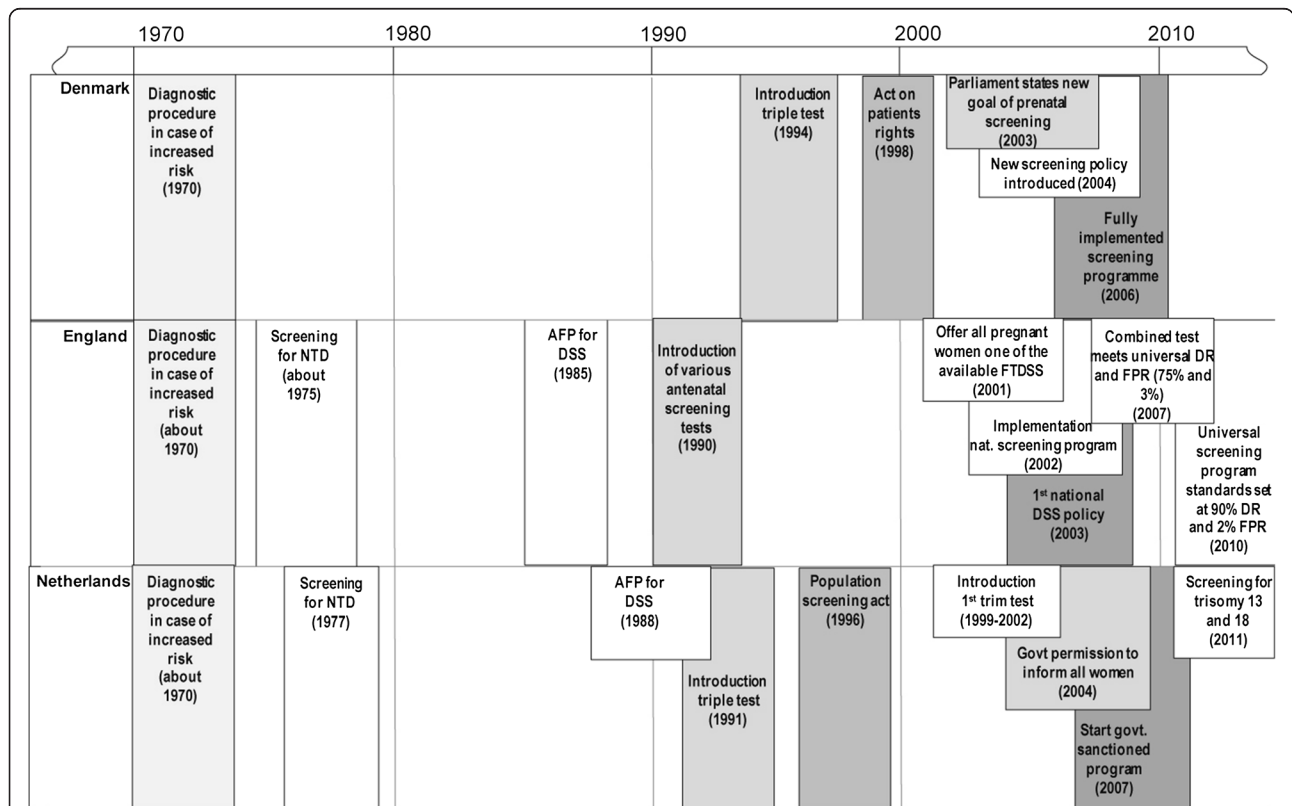 1970
1980
1990
2000
2010
Denmark
Diagnostic
procedure
in case of
increased
risk
(1970)
Introduction
triple test
(1994)
Act on
patients
rights
(1998)
Parliament states new
goal of prenatal
screening
(2003)
New screening policy
introduced (2004)
Fully
implemented
screening
programme
(2006)
England
Diagnostic
procedure
in case of
increased
risk
(about
1970)
Screening
for NTD
(about
1975)
AFP for
DSS
(1985)
Introduction
of various
antenatal
screening
tests
(1990)
Offer all pregnant
women one of the
available FTDSS
(2001)
Implementation
nat. screening program
(2002)
1st national
DSS policy
(2003)
Combined test
meets universal DR
and FPR (75% and
3%)
(2007)
Universal
screening
program
standards set
at 90% DR
and 2% FPR
(2010)
Netherlands
Diagnostic
procedure
in case of
increased
risk
(about
1970)
Screening
for NTD
(1977)
AFP for
DSS
(1988)
Introduction
triple test
(1991)
Population
screening act
(1996)
Introduction
1st trim test
(1999-2002)
Govt permission to
inform all women
(2004)
Start govt.
sanctioned
program
(2007)
Screening for
trisomy 13
and 18
(2011)